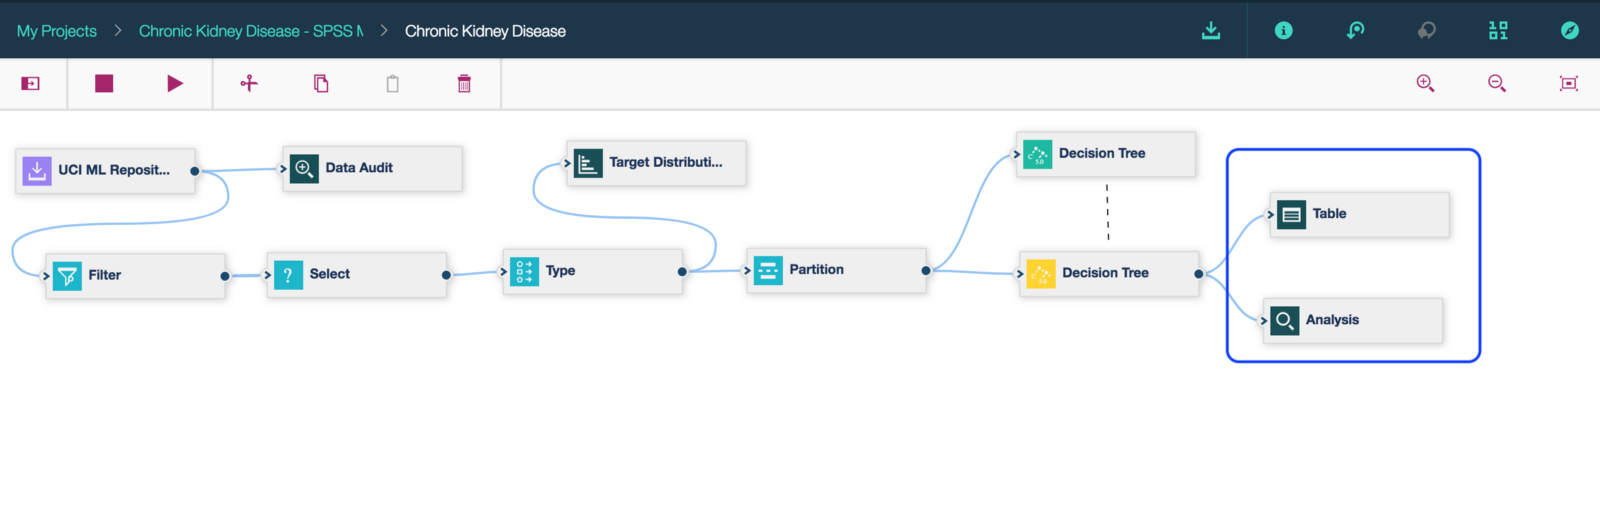 My Projects > Chronic Kidney Disease - SPSS M > Chronic Kidney Disease
UCI ML Reposit...
Data Audit
Target Distributi...
Decision Tree
Table
Filter
Select
Type
Partition
Decision Tree
Analysis